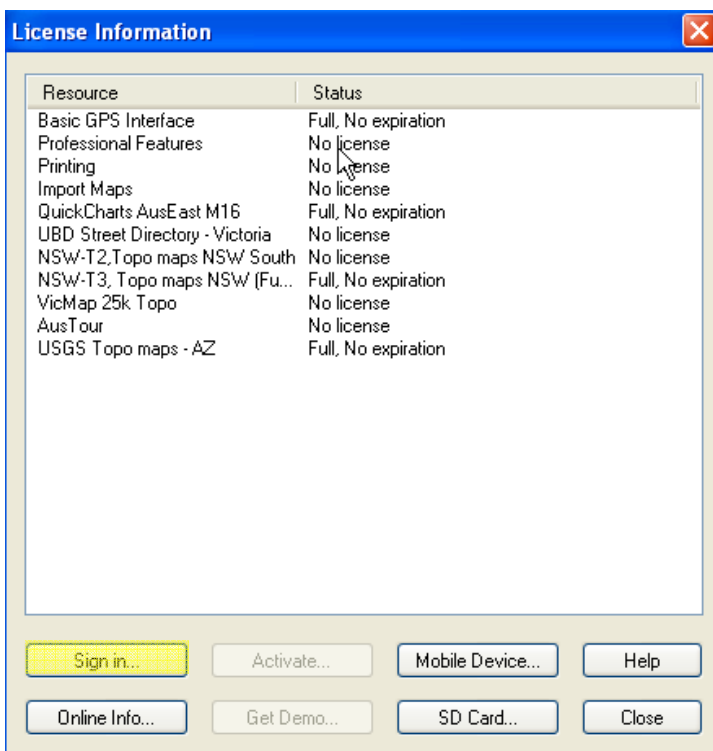 License Information
Resource Status
Basic GPS Interface Full, No expiration
Professional Features No license
Printing No license
Import Maps No license
QuickCharts AusEast M16 Full, No expiration
UBD Street Directory - Victoria No license
NSW-T2,Topo maps NSW South No license
NSW-T3, Topo maps NSW (Fu... Full, No expiration
VicMap 25k Topo No license
AusTour No license
USGS Topo maps - AZ Full, No expiration
Sign in... Activate... Mobile Device... Help
Online Info... Get Demo... SD Card... Close